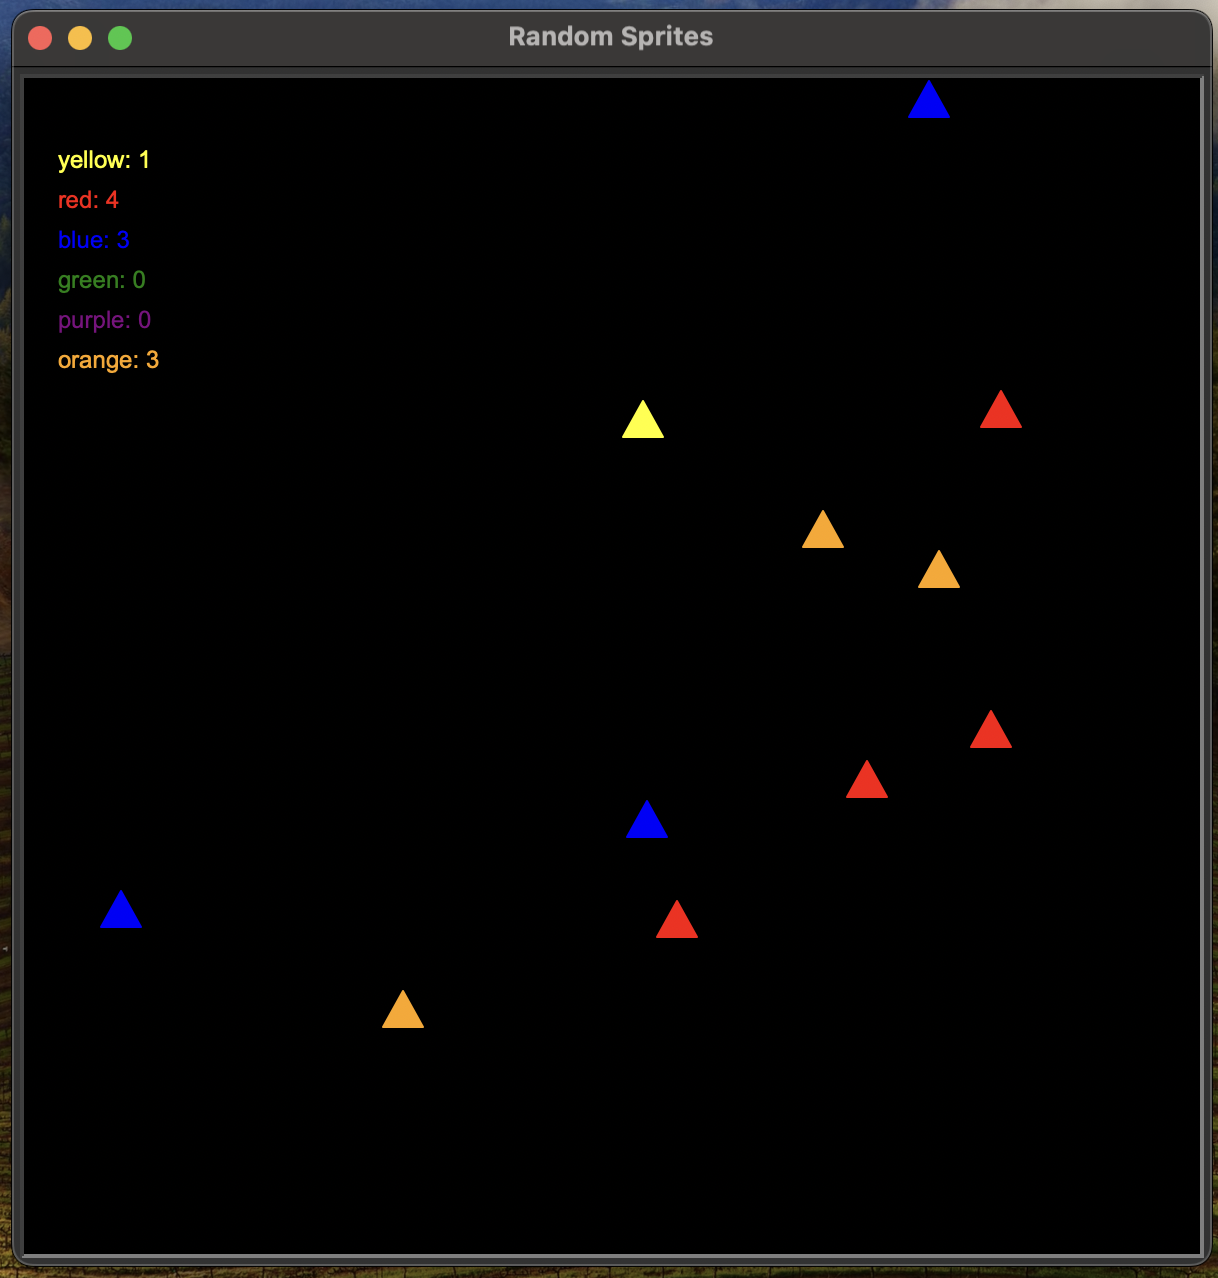 Random Sprites
yellow: 1
red: 4
blue: 3
green: 0
purple: 0
orange: 3